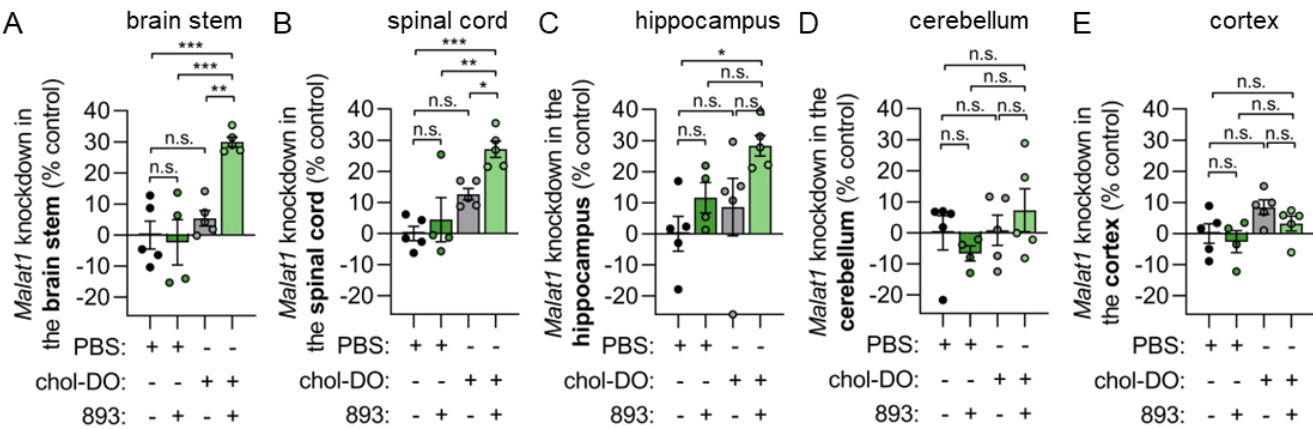 A brain stem
*** 
***
**
n.s.
n.s.
Malat1 knockdown in
the brain stem (% control)
40
30
20
10
0
-10
-20
PBS: + + - -
chol-DO: - - + +
893: - + - +
B spinal cord
***
**
n.s. *
n.s.
Malat1 knockdown in
the spinal cord (% control)
40
30
20
10
0
-10
-20
PBS: + + - -
chol-DO: - - + +
893: - + - +
C hippocampus
*
n.s.
n.s. n.s.
n.s.
Malat1 knockdown in the
hippocampus (% control)
40
30
20
10
0
-10
-20
PBS: + + - -
chol-DO: - - + +
893: - + - +
D cerebellum
n.s.
n.s.
n.s. n.s.
n.s.
Malat1 knockdown in the
cerebellum (% control)
40
30
20
10
0
-10
-20
PBS: + + - -
chol-DO: - - + +
893: - + - +
E cortex
n.s.
n.s.
n.s. n.s.
n.s.
Malat1 knockdown in
the cortex (% control)
40
30
20
10
0
-10
-20
PBS: + + - -
chol-DO: - - + +
893: - + - +